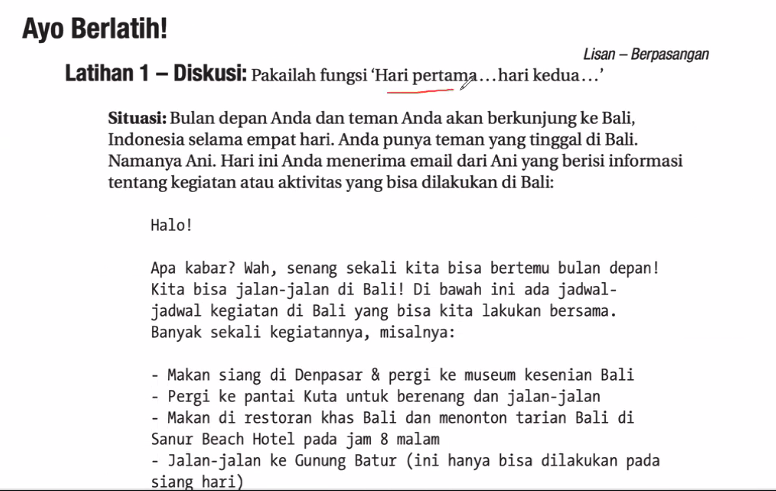 Ayo Berlatih!
Lisan – Berpasangan
Latihan 1 – Diskusi: Pakailah fungsi ‘Hari pertama…hari kedua…’
Situasi: Bulan depan Anda dan teman Anda akan berkunjung ke Bali,
Indonesia selama empat hari. Anda punya teman yang tinggal di Bali.
Namanya Ani. Hari ini Anda menerima email dari Ani yang berisi informasi
tentang kegiatan atau aktivitas yang bisa dilakukan di Bali:
Halo!
Apa kabar? Wah, senang sekali kita bisa bertemu bulan depan!
Kita bisa jalan-jalan di Bali! Di bawah ini ada jadwal-
jadwal kegiatan di Bali yang bisa kita lakukan bersama.
Banyak sekali kegiatannya, misalnya:
- Makan siang di Denpasar & pergi ke museum kesenian Bali
- Pergi ke pantai Kuta untuk berenang dan jalan-jalan
- Makan di restoran khas Bali dan menonton tarian Bali di
Sanur Beach Hotel pada jam 8 malam
- Jalan-jalan ke Gunung Batur (ini hanya bisa dilakukan pada
siang hari)